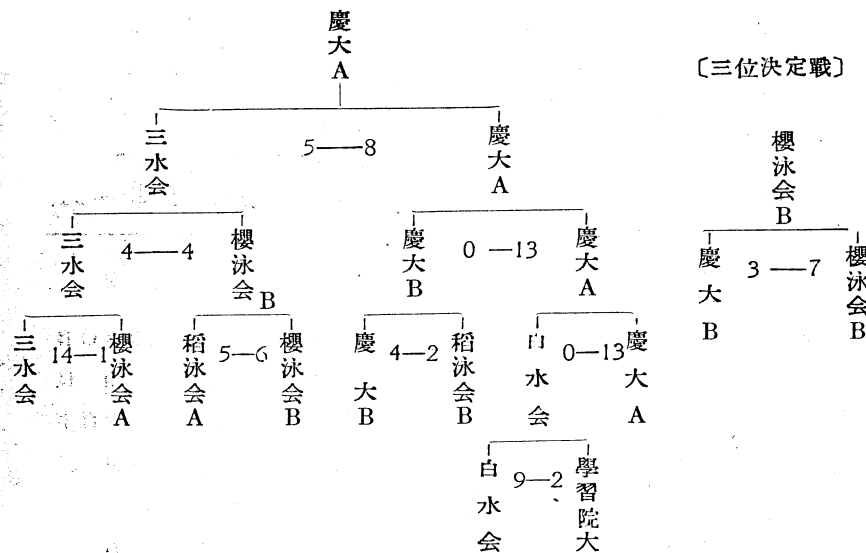 慶大A
〔三位決定戰〕
三水会 5—8 慶大A
櫻泳会B
三水会 4—4 櫻泳会B
慶大B 0—13 慶大A
慶大B 3—7 櫻泳会B
三水会 14—1 櫻泳会A
稻泳会A 5—6 櫻泳会B
慶大B 4—2 稻泳会B
白水会 0—13 慶大A
白水会 9—2 學習院大